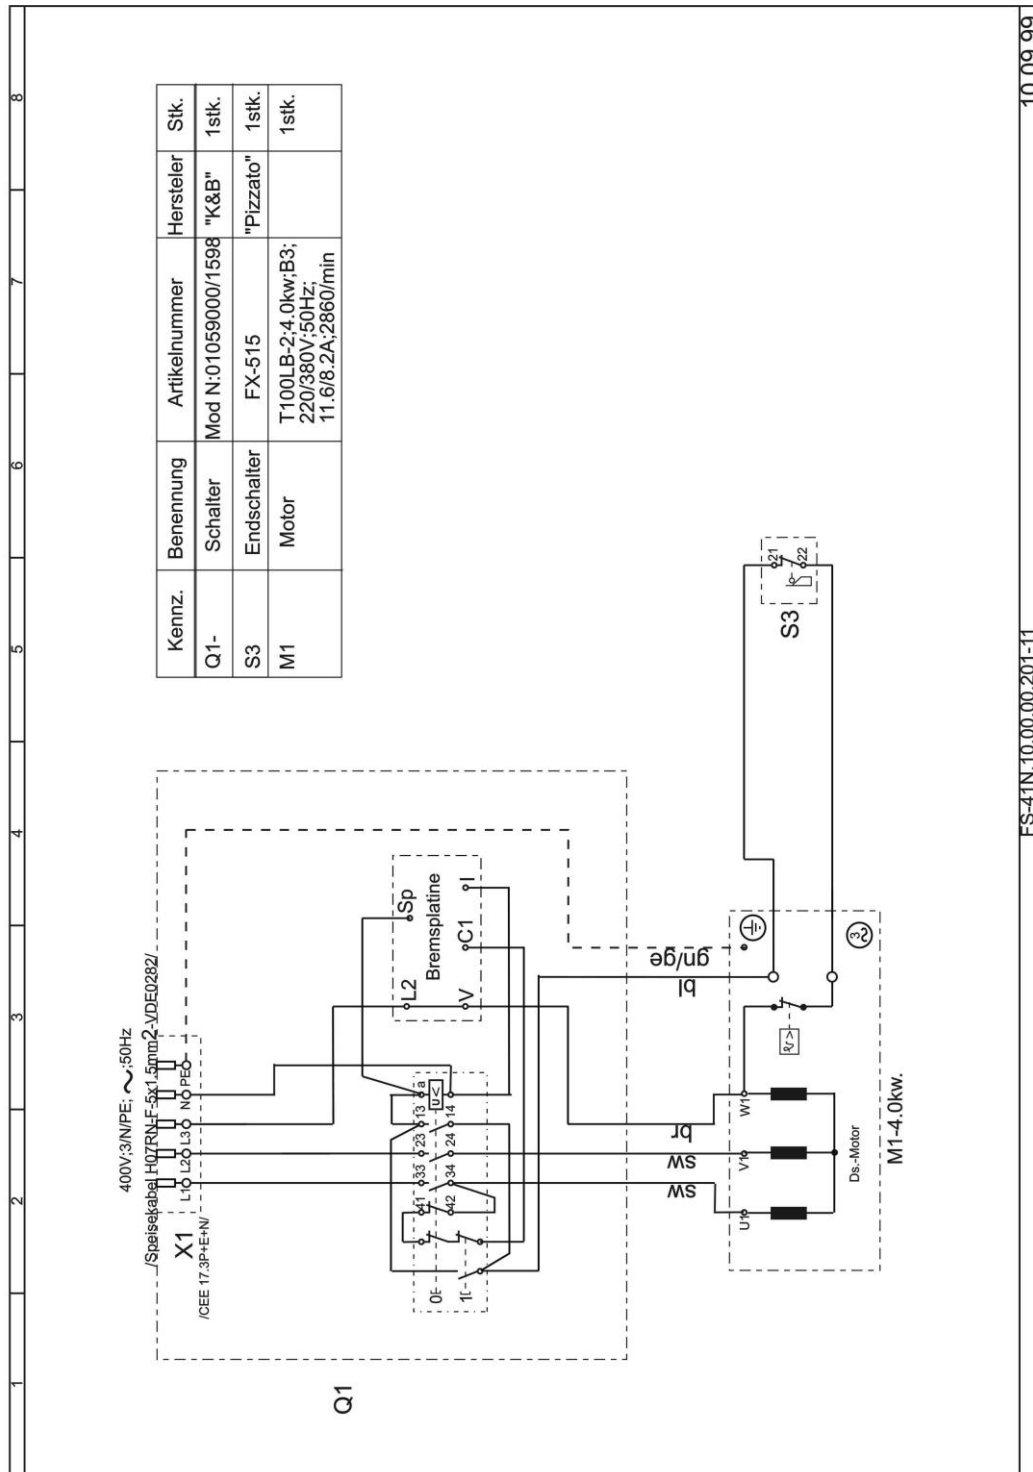 1
2
3
4
5
6
7
8
Kennz. Benennung Artikelnummer Hersteler Stk.
Q1- Schalter Mod N:01059000/1598 "K&B" 1stk.
S3 Endschalter FX-515 "Pizzato" 1stk.
M1 Motor T100LB-2;4.0kw;B3; 1stk.
220/380V;50Hz;
11.6/8.2A;2860/min
400V;3/N/PE; ~;50Hz
/Speisekabel H07RN-F-5x1.5mm2-VDE0282/
L1 L2 L3 N PE
X1
/CEE 17.3P+E+N/
Q1
41 33 23 13 a
u<
42 34 24 14
0E
1E
L2 Sp
Bremsplatine
V C1 I
sw sw br bl gn/ge
U1 V1 W1
3
Ds.-Motor
M1-4.0kw.
21
22
S3
FS-41N.10.00.00.201-11
10.09.99